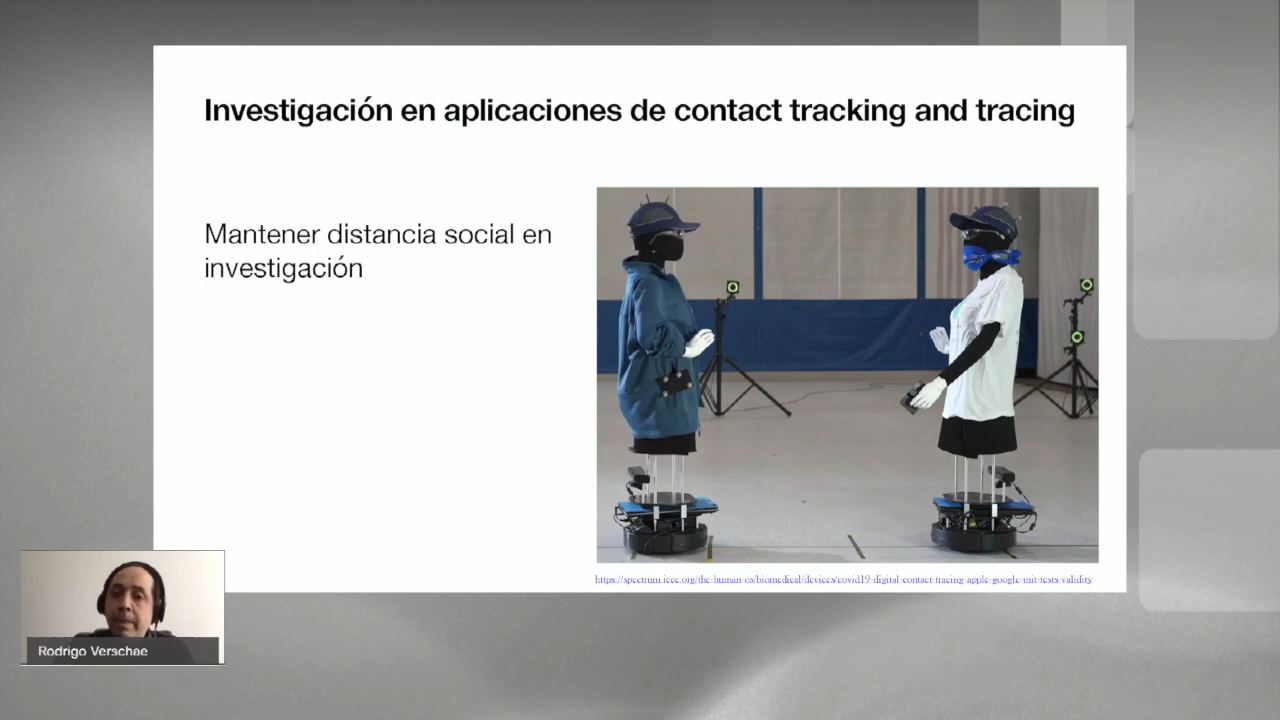 Investigación en aplicaciones de contact tracking and tracing
Mantener distancia social en
investigación
https://spectrum.ieee.org/the-human-os/biomedical/devices/covid19-digital-contact-tracing-apple-google-mit-tests-validity
Rodrigo Verschae